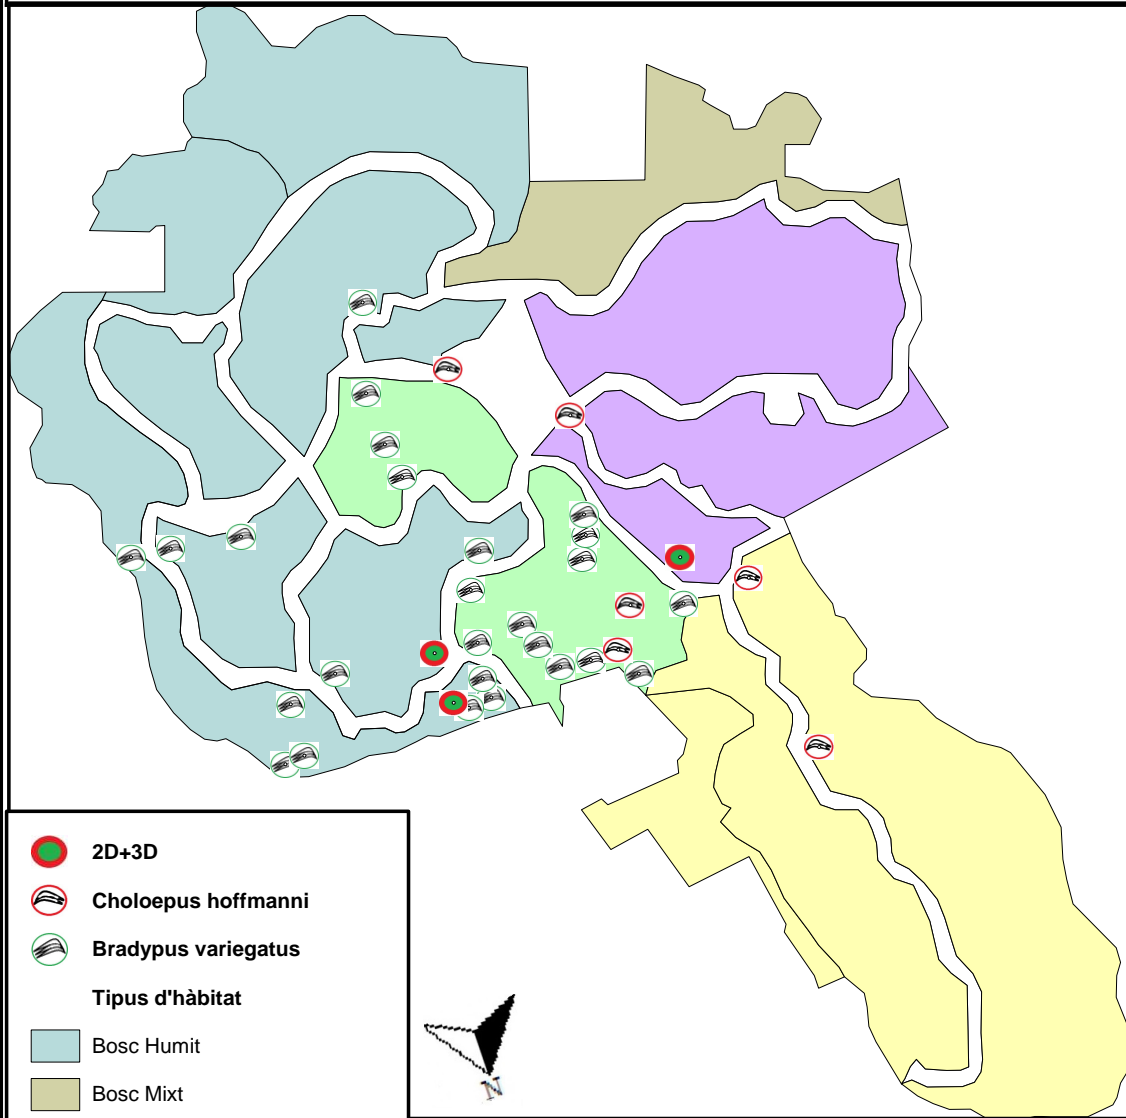 2D+3D
Choloepus hoffmanni
Bradypus variegatus
Tipus d'hàbitat
Bosc Humit
Bosc Mixt
N